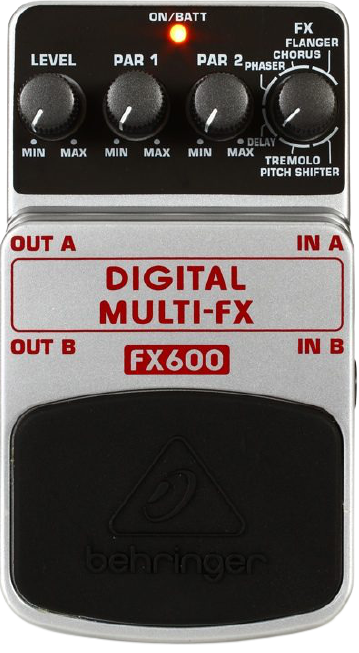 ON/BATT
FX
FLANGER
CHORUS
LEVEL
PAR 1
PAR 2
PHASER
MIN MAX
MIN MAX
MIN MAX
DELAY
TREMOLO
PITCH SHIFTER
OUT A
IN A
DIGITAL
MULTI-FX
OUT B
IN B
FX600
behringer